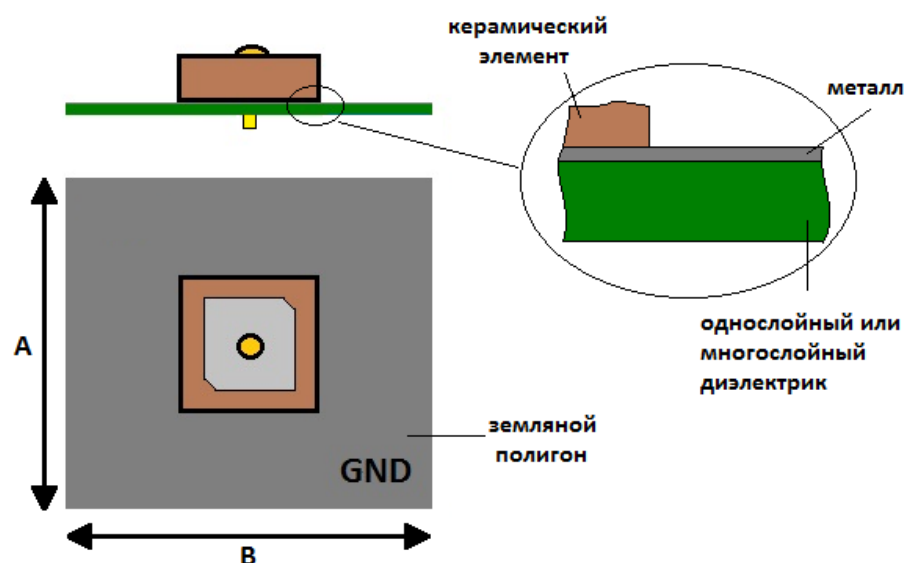 керамический
элемент
металл
однослойный или
многослойный
диэлектрик
A
земляной
полигон
GND
B